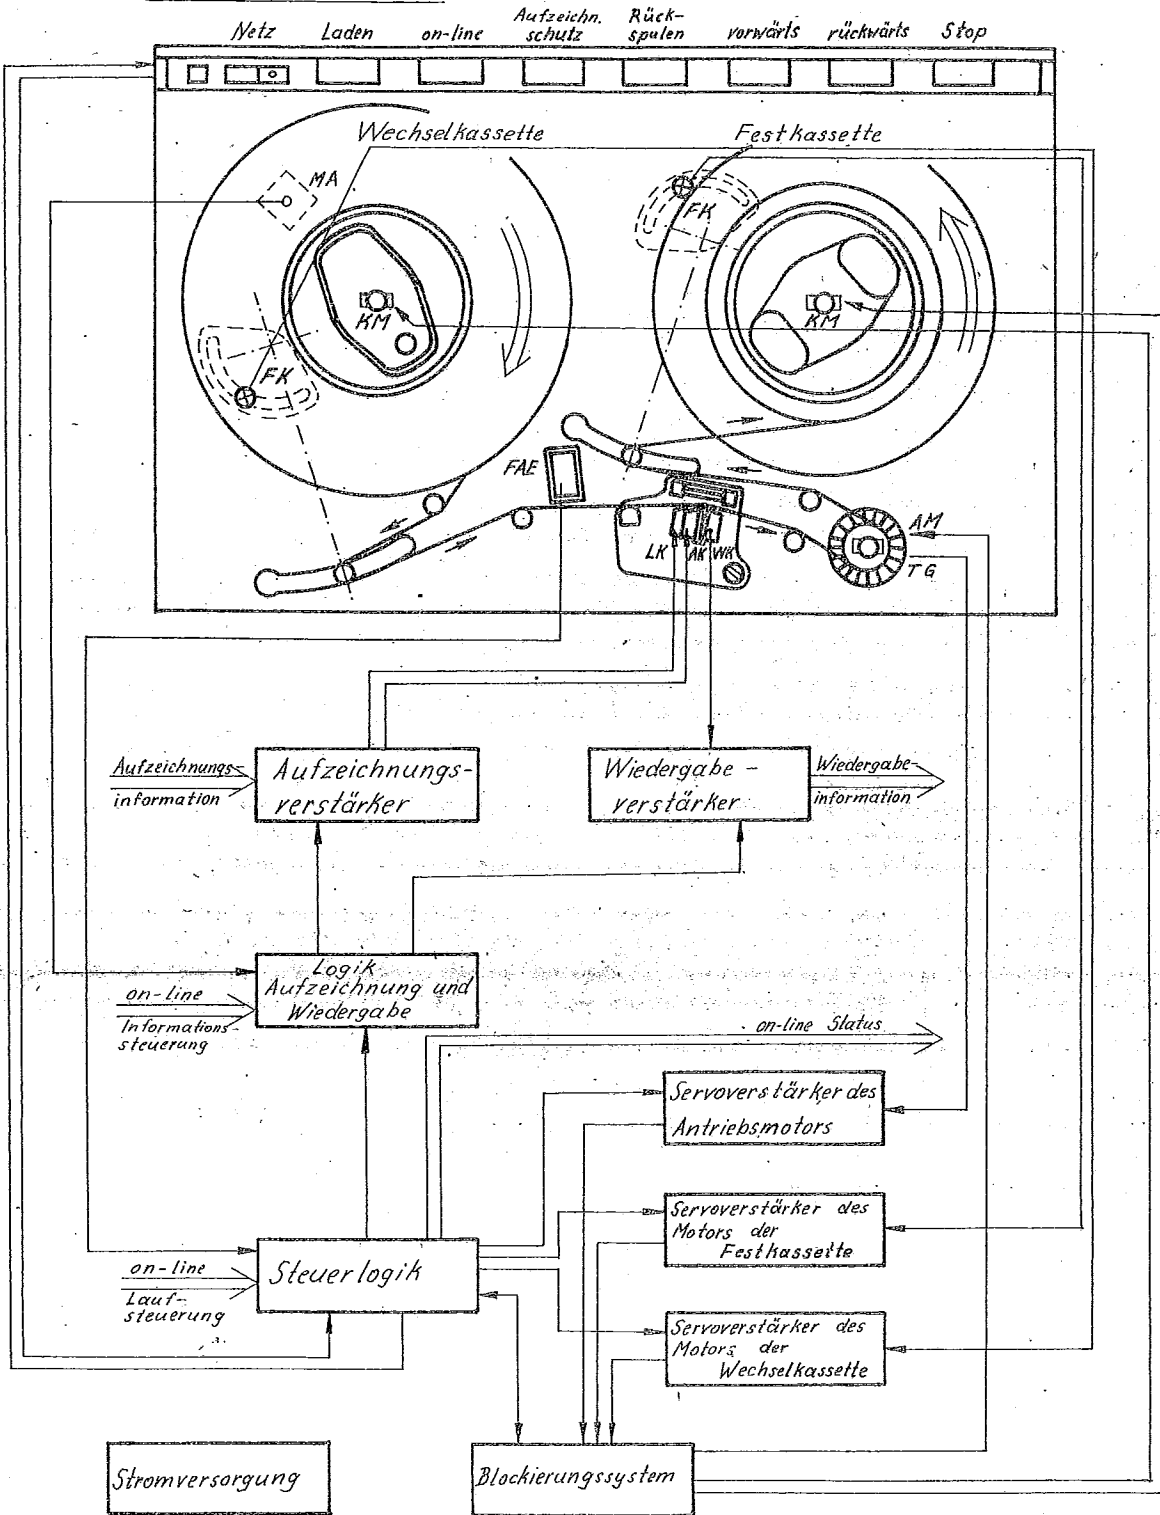 Netz
Laden
on-line
Aufzeichn.
schutz
Rück-
spulen
vorwärts
rückwärts
Stop
Wechselkassette
Festkassette
MA
FK
KM
KM
FK
FAE
LK
AK
WK
AM
TG
Aufzeichnungs-
information
Aufzeichnungs-
verstärker
Wiedergabe-
verstärker
Wiedergabe-
information
Logik
Aufzeichnung und
Wiedergabe
on-line
Informations-
steuerung
on-line Status
Servoverstärker des
Antriebsmotors
Servoverstärker des
Motors der
Festkassette
Steuerlogik
on-line
Lauf-
steuerung
Servoverstärker des
Motors der
Wechselkassette
Stromversorgung
Blockierungssystem